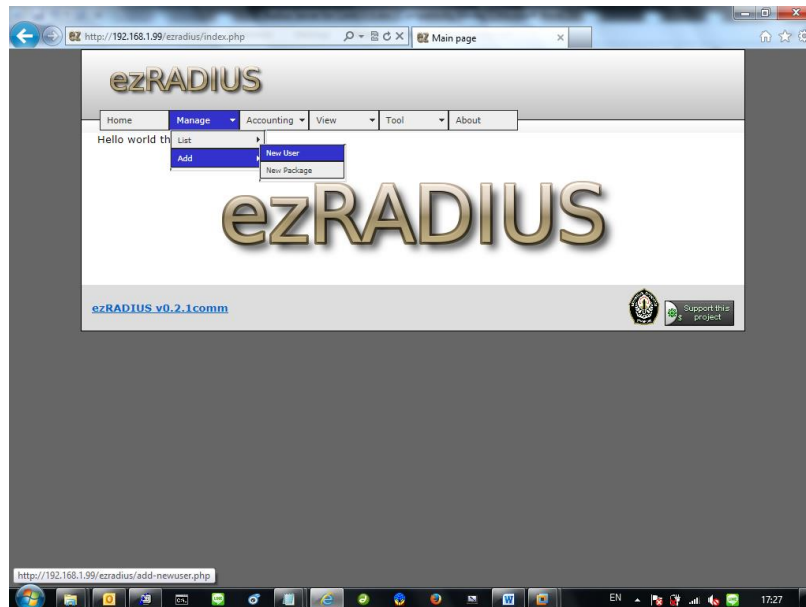 http://192.168.1.99/ezradius/index.php
Main page
ezRADIUS
Home Manage Accounting View Tool About
Hello world th
List
Add
New User
New Package
ezRADIUS
ezRADIUS v0.2.1comm
Support this
project
http://192.168.1.99/ezradius/add-newuser.php
EN
17:27